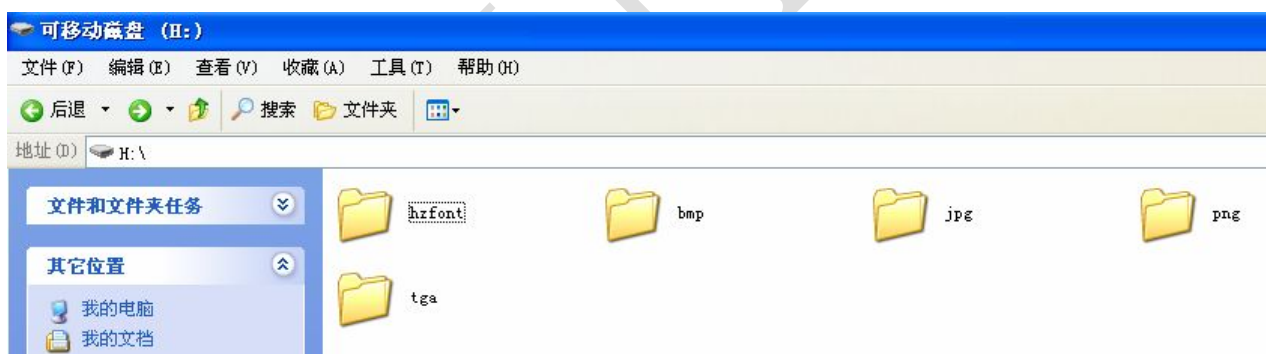 可移动磁盘 (H:)
文件(F) 编辑(E) 查看(V) 收藏(A) 工具(T) 帮助(H)
后退 搜索 文件夹
地址(D) H:\
文件和文件夹任务
hzfont bmp jpg png
其它位置
tga
我的电脑
我的文档